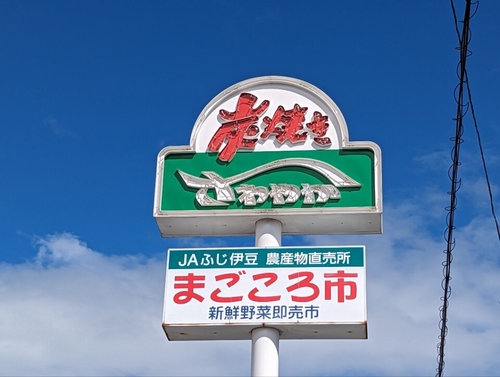 炭焼き
さわやか
JAふじ伊豆 農産物直売所
まごころ市
新鮮野菜即売市